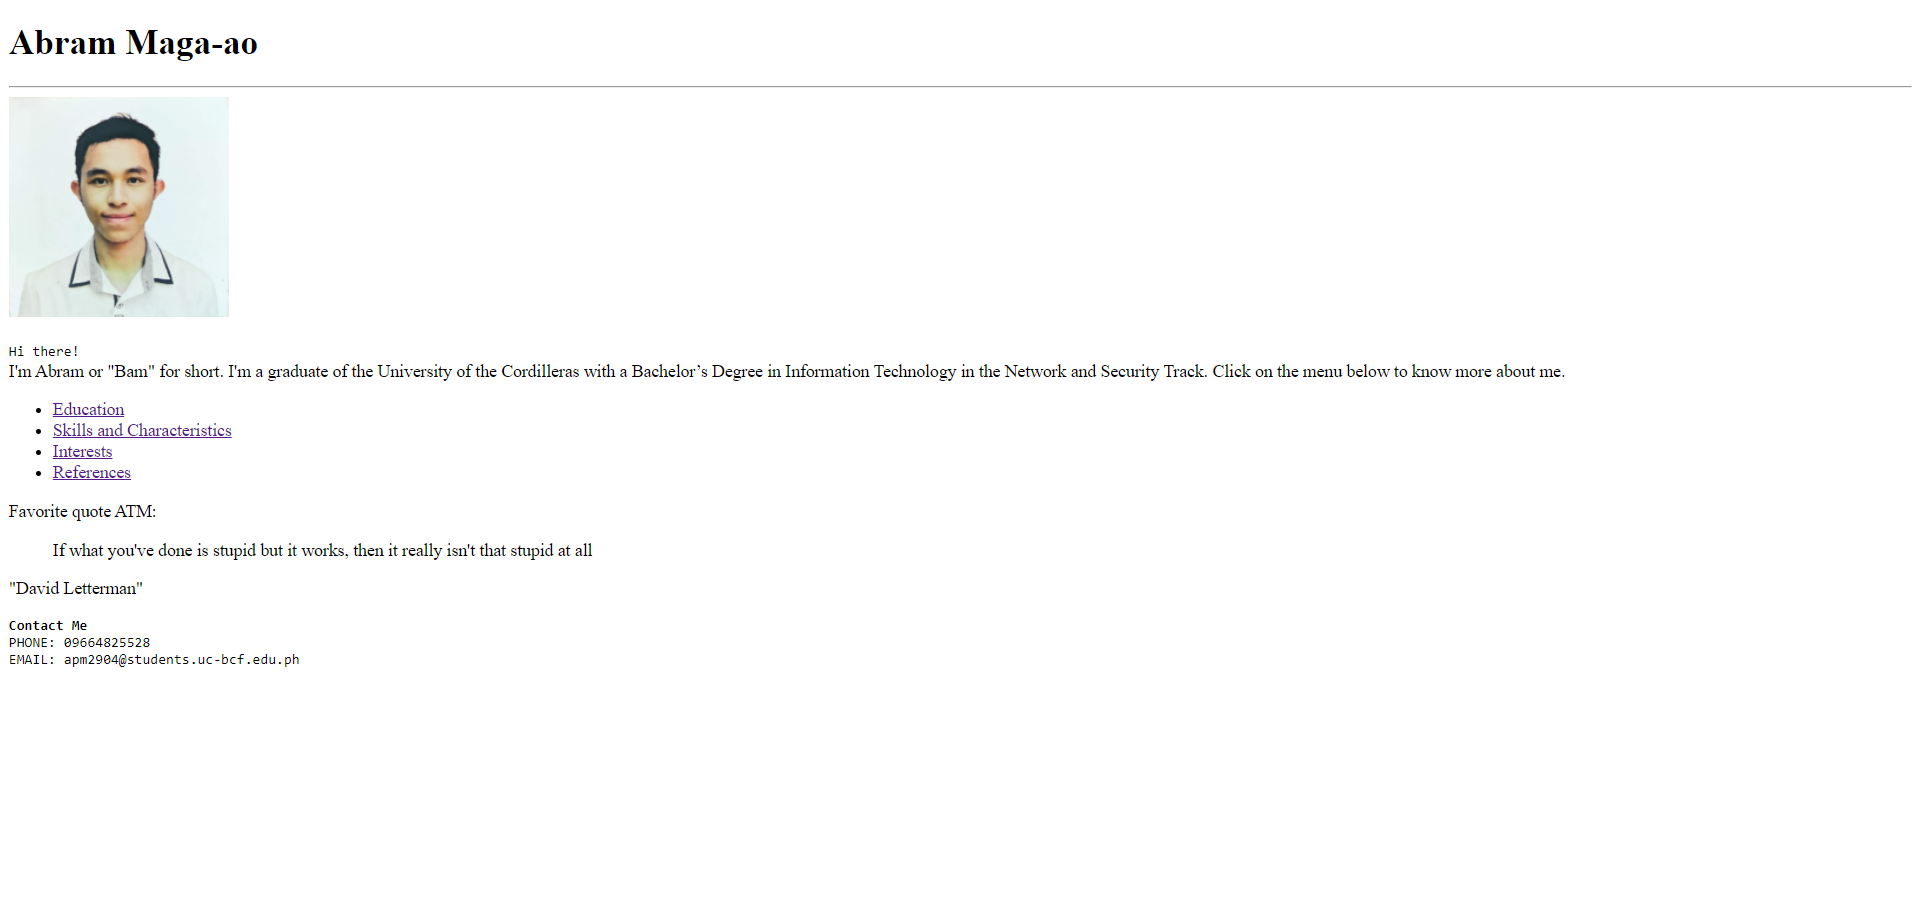 Abram Maga-ao
Hi there!
I'm Abram or "Bam" for short. I'm a graduate of the University of the Cordilleras with a Bachelor’s Degree in Information Technology in the Network and Security Track. Click on the menu below to know more about me.
Education
Skills and Characteristics
Interests
References
Favorite quote ATM:
If what you've done is stupid but it works, then it really isn't that stupid at all
"David Letterman"
Contact Me
PHONE: 09664825528
EMAIL: apm2904@students.uc-bcf.edu.ph